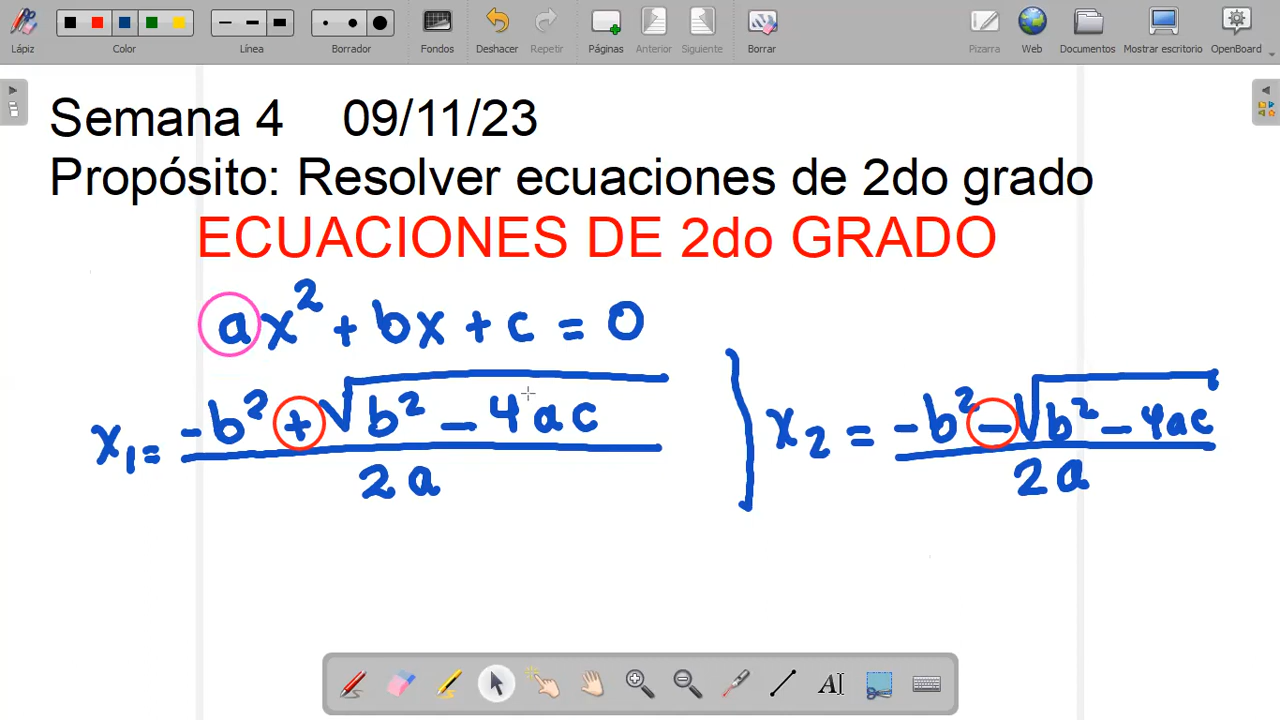 Lápiz Color Línea Borrador Fondos Deshacer Repetir Páginas Anterior Siguiente Borrar Pizarra Web Documentos Mostrar escritorio OpenBoard
Semana 4 09/11/23
Propósito: Resolver ecuaciones de 2do grado
ECUACIONES DE 2do GRADO
ax² + bx + c = 0
x₁ = (-b² + √(b² - 4ac)) / 2a
x₂ = (-b² - √(b² - 4ac)) / 2a
AI